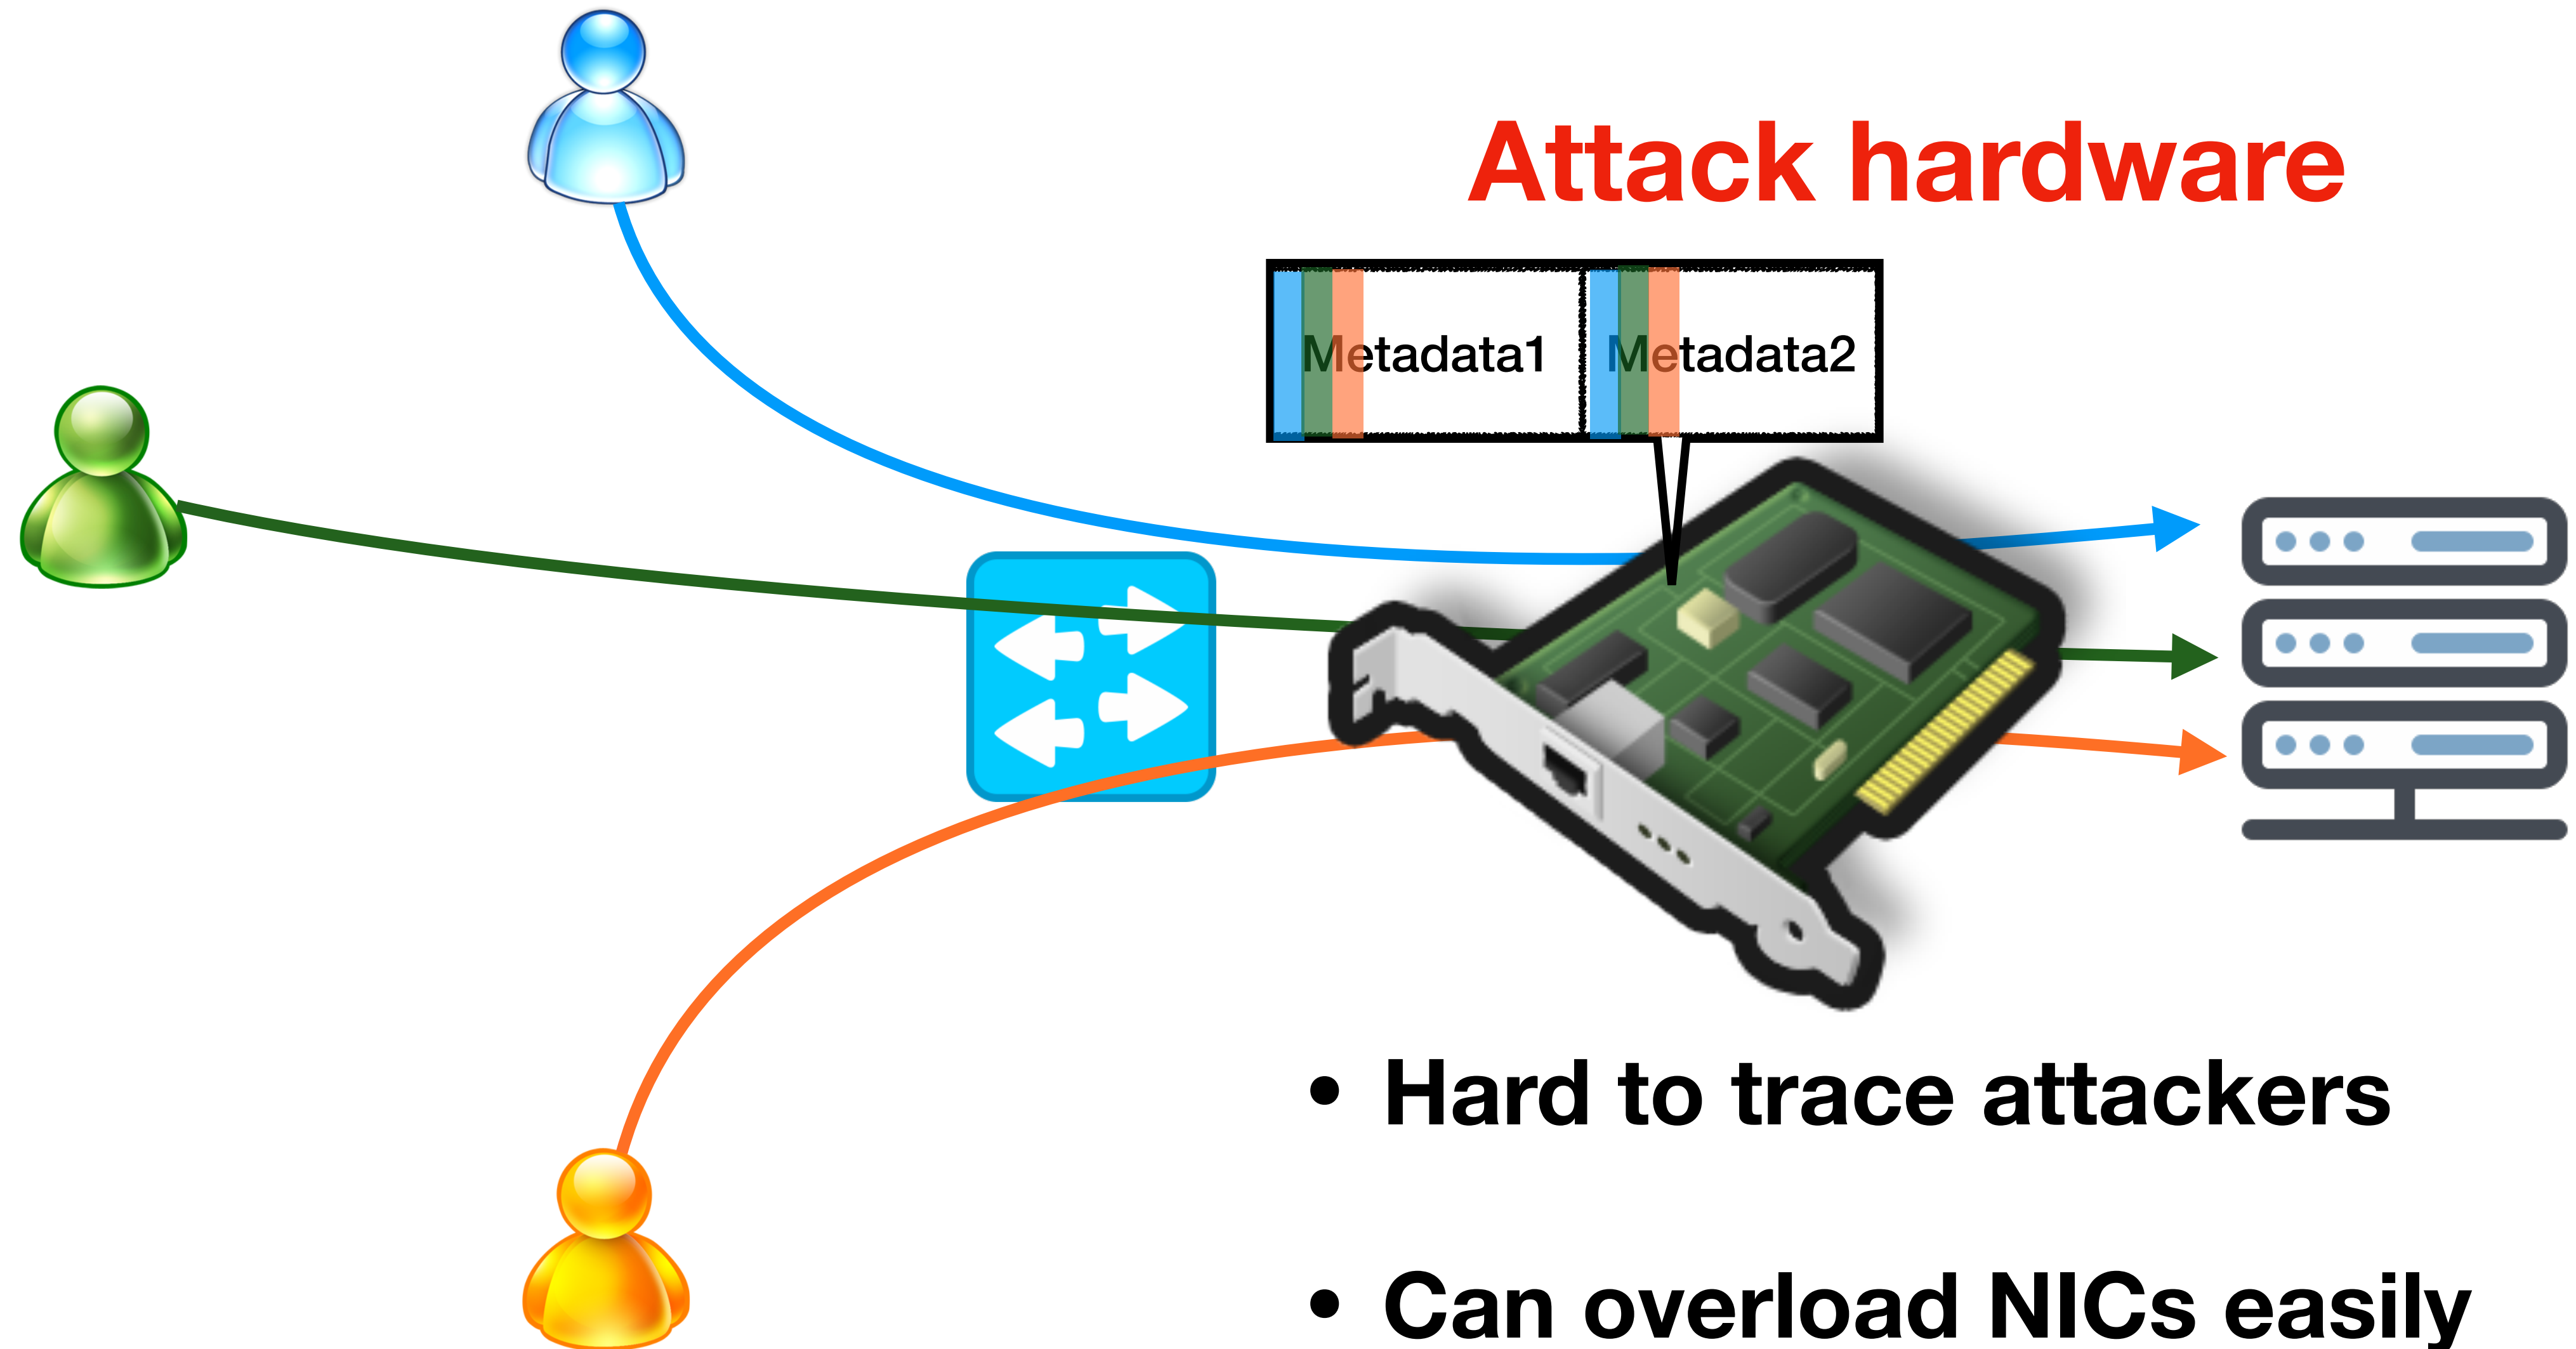 Attack hardware
Metadata1 Metadata2
• Hard to trace attackers
• Can overload NICs easily